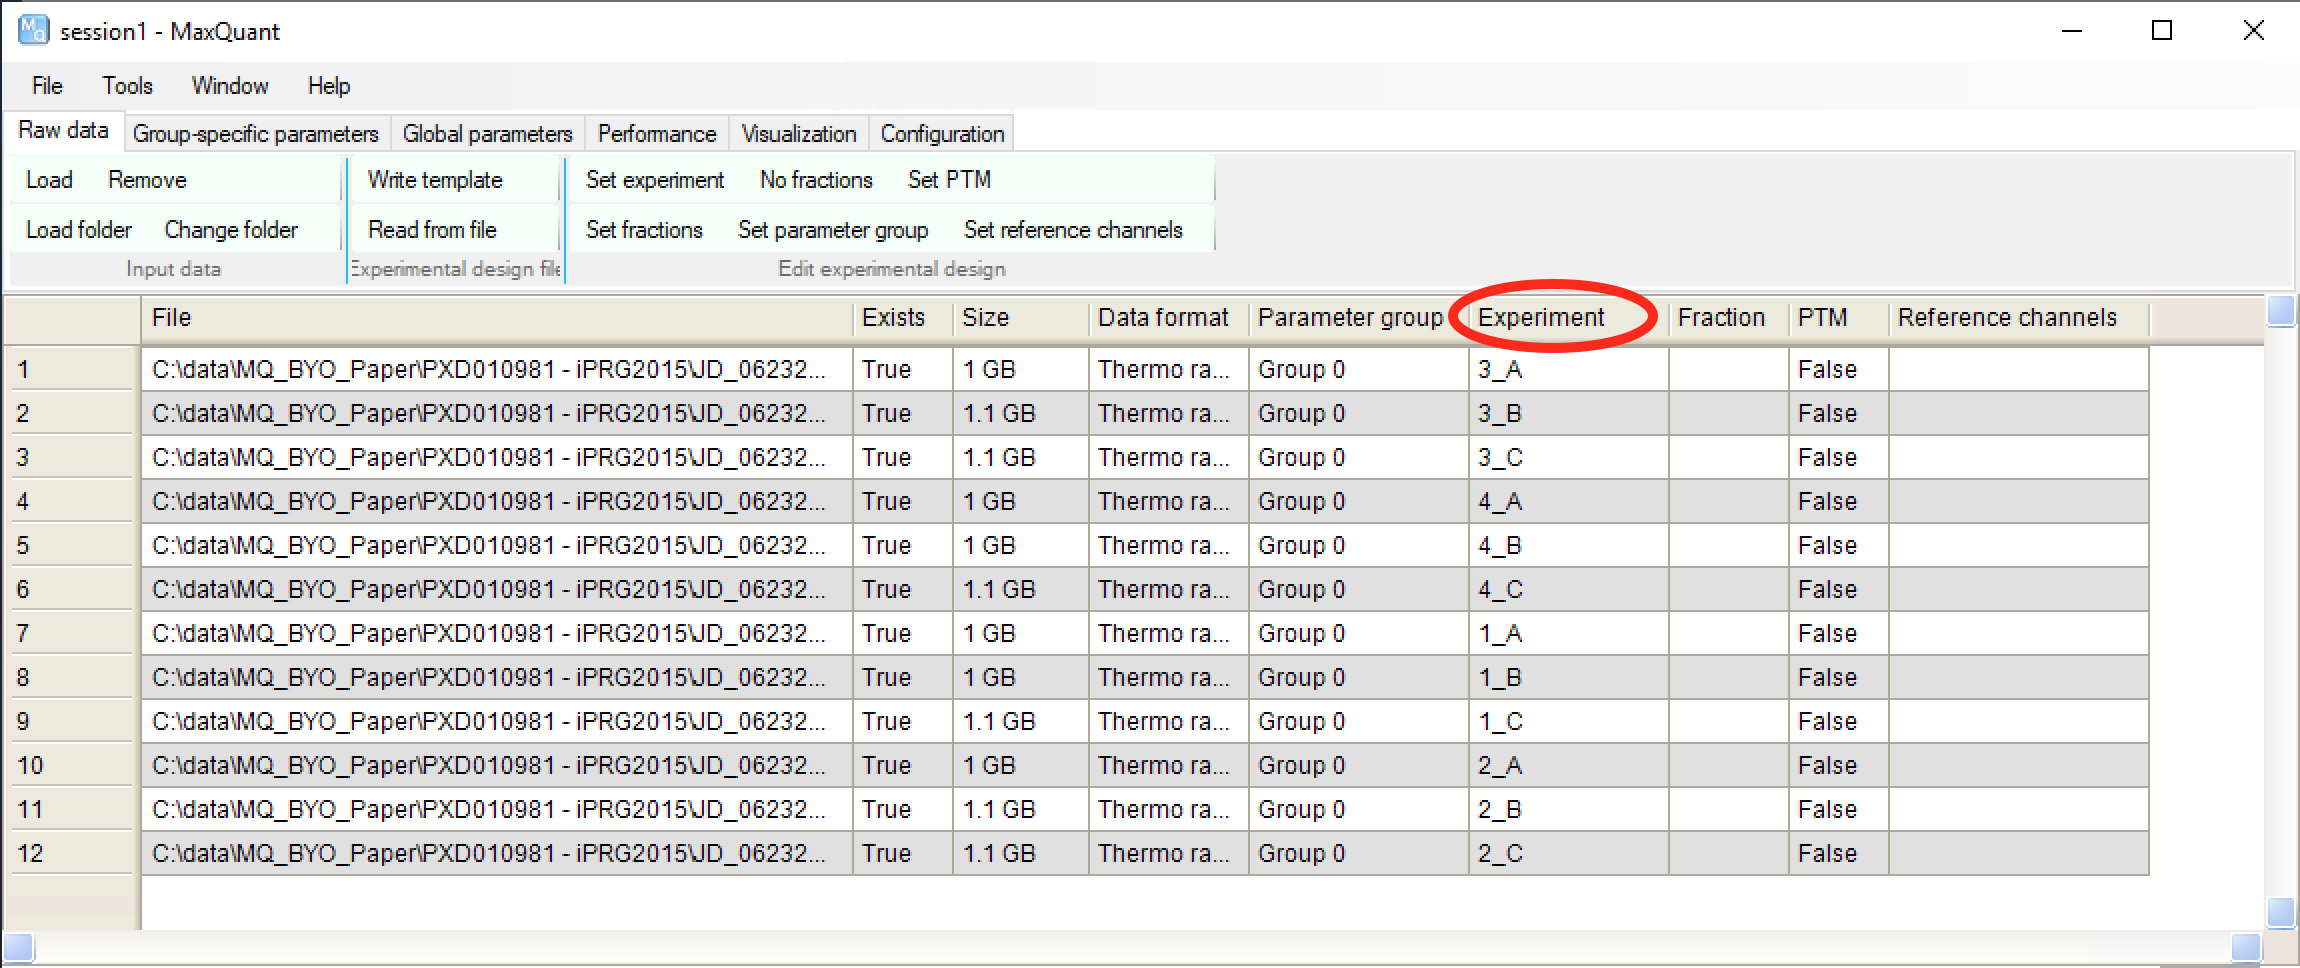 session1 - MaxQuant
File Tools Window Help
Raw data Group-specific parameters Global parameters Performance Visualization Configuration
Load Remove Write template Set experiment No fractions Set PTM
Load folder Change folder Read from file Set fractions Set parameter group Set reference channels
Input data Experimental design file Edit experimental design
File Exists Size Data format Parameter group Experiment Fraction PTM Reference channels
1 C:\data\MQ_BYO_Paper\PXD010981 - iPRG2015\JD_06232... True 1 GB Thermo ra... Group 0 3_A False
2 C:\data\MQ_BYO_Paper\PXD010981 - iPRG2015\JD_06232... True 1.1 GB Thermo ra... Group 0 3_B False
3 C:\data\MQ_BYO_Paper\PXD010981 - iPRG2015\JD_06232... True 1.1 GB Thermo ra... Group 0 3_C False
4 C:\data\MQ_BYO_Paper\PXD010981 - iPRG2015\JD_06232... True 1 GB Thermo ra... Group 0 4_A False
5 C:\data\MQ_BYO_Paper\PXD010981 - iPRG2015\JD_06232... True 1 GB Thermo ra... Group 0 4_B False
6 C:\data\MQ_BYO_Paper\PXD010981 - iPRG2015\JD_06232... True 1.1 GB Thermo ra... Group 0 4_C False
7 C:\data\MQ_BYO_Paper\PXD010981 - iPRG2015\JD_06232... True 1 GB Thermo ra... Group 0 1_A False
8 C:\data\MQ_BYO_Paper\PXD010981 - iPRG2015\JD_06232... True 1 GB Thermo ra... Group 0 1_B False
9 C:\data\MQ_BYO_Paper\PXD010981 - iPRG2015\JD_06232... True 1.1 GB Thermo ra... Group 0 1_C False
10 C:\data\MQ_BYO_Paper\PXD010981 - iPRG2015\JD_06232... True 1 GB Thermo ra... Group 0 2_A False
11 C:\data\MQ_BYO_Paper\PXD010981 - iPRG2015\JD_06232... True 1.1 GB Thermo ra... Group 0 2_B False
12 C:\data\MQ_BYO_Paper\PXD010981 - iPRG2015\JD_06232... True 1.1 GB Thermo ra... Group 0 2_C False